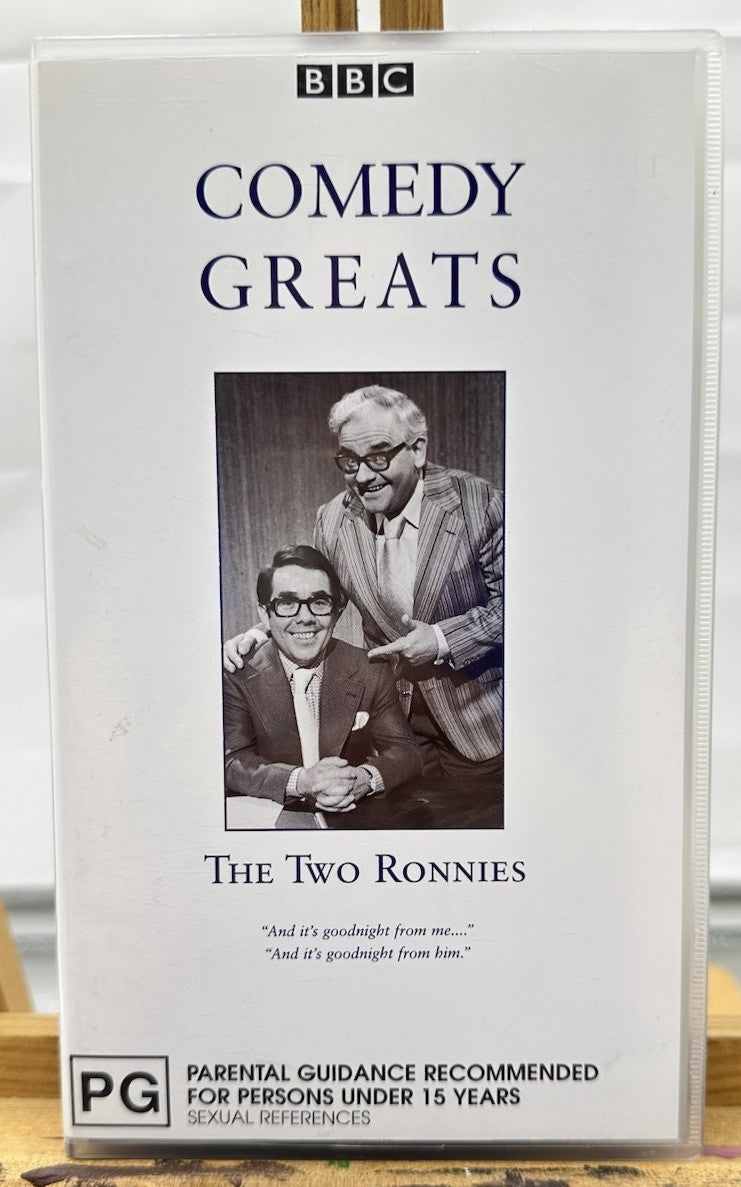 BBC
COMEDY
GREATS
THE TWO RONNIES
“And it's goodnight from me....”
“And it's goodnight from him.”
PG
PARENTAL GUIDANCE RECOMMENDED
FOR PERSONS UNDER 15 YEARS
SEXUAL REFERENCES